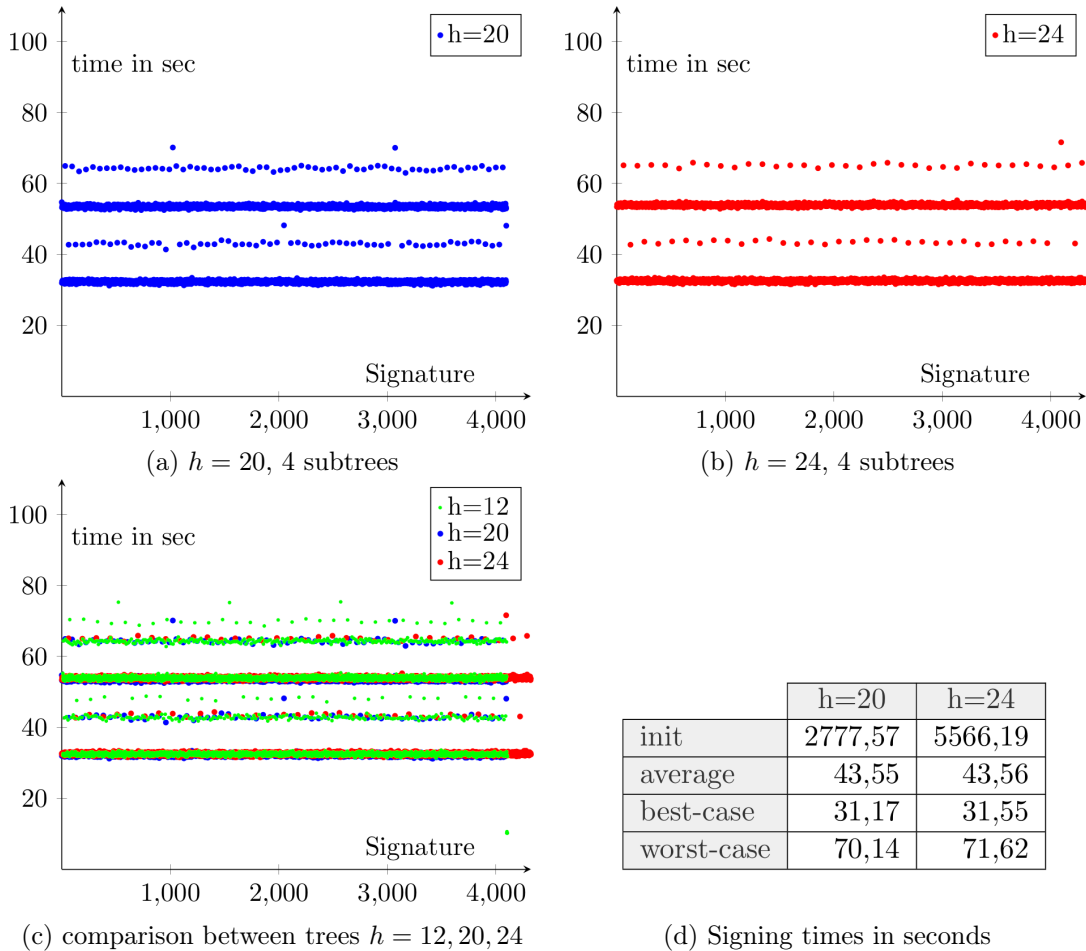 100
time in sec
h=20
80
60
40
20
Signature
1,000 2,000 3,000 4,000
(a) h = 20, 4 subtrees
100
time in sec
h=24
80
60
40
20
Signature
1,000 2,000 3,000 4,000
(b) h = 24, 4 subtrees
100
time in sec
h=12
h=20
h=24
80
60
40
20
Signature
1,000 2,000 3,000 4,000
(c) comparison between trees h = 12, 20, 24
h=20 h=24
init 2777,57 5566,19
average 43,55 43,56
best-case 31,17 31,55
worst-case 70,14 71,62
(d) Signing times in seconds